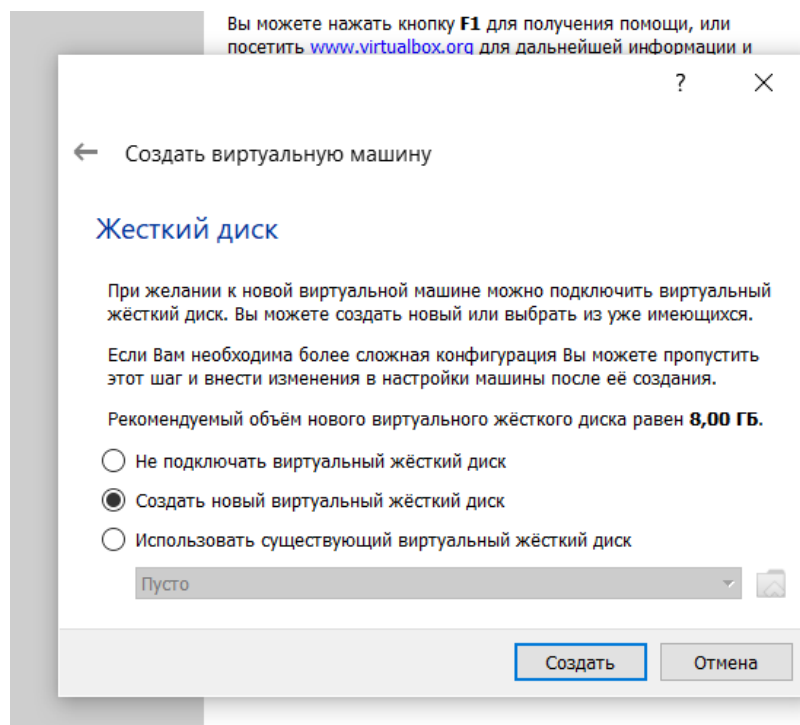 Вы можете нажать кнопку F1 для получения помощи, или
посетить www.virtualbox.org для дальнейшей информации и
?
Создать виртуальную машину
Жесткий диск
При желании к новой виртуальной машине можно подключить виртуальный
жёсткий диск. Вы можете создать новый или выбрать из уже имеющихся.
Если Вам необходима более сложная конфигурация Вы можете пропустить
этот шаг и внести изменения в настройки машины после её создания.
Рекомендуемый объём нового виртуального жёсткого диска равен 8,00 ГБ.
Не подключать виртуальный жёсткий диск
Создать новый виртуальный жёсткий диск
Использовать существующий виртуальный жёсткий диск
Пусто
Создать Отмена